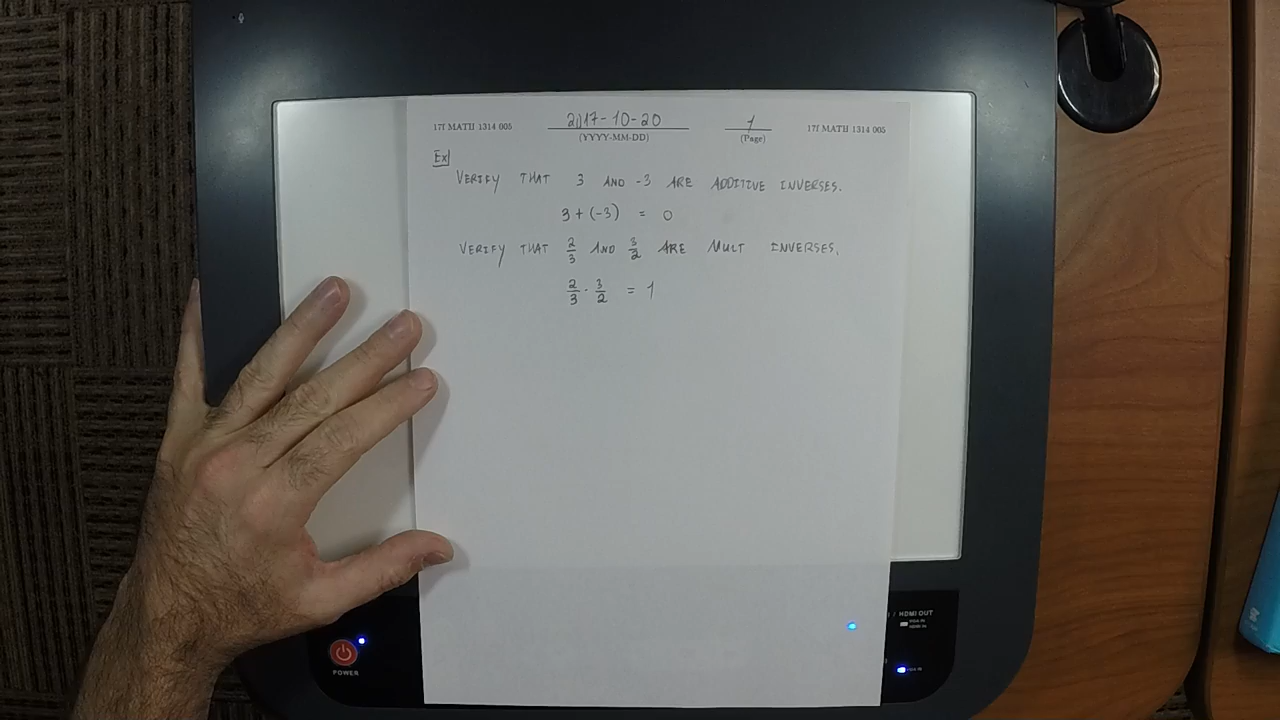 17f MATH 1314 005 2017-10-20 1 17f MATH 1314 005
(YYYY-MM-DD) (Page)
Ex
VERIFY THAT 3 AND -3 ARE ADDITIVE INVERSES.
3 + (-3) = 0
VERIFY THAT 2/3 AND 3/2 ARE MULT INVERSES.
2/3 · 3/2 = 1
/ HDMI OUT
POWER